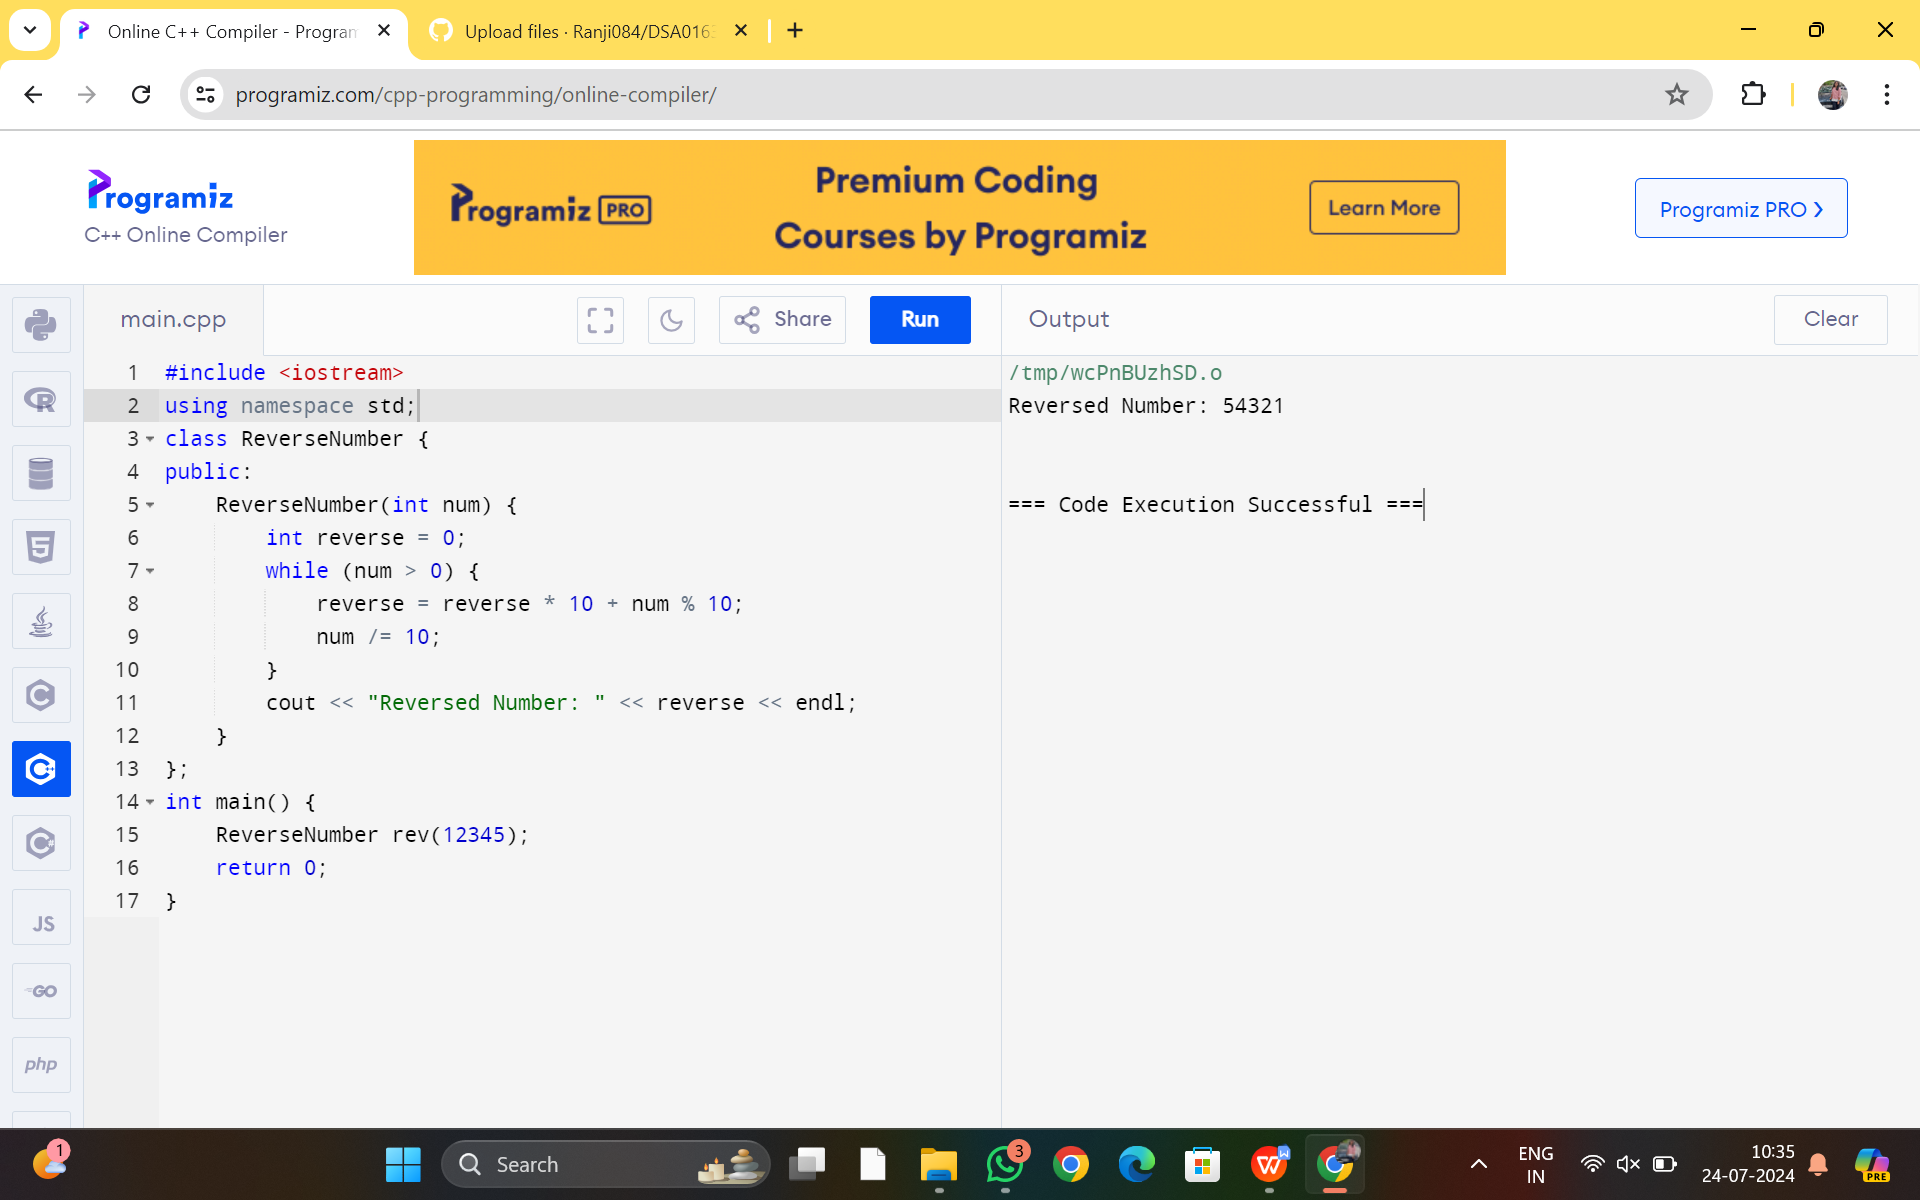 Online C++ Compiler - Program
Upload files · Ranji084/DSA016
programiz.com/cpp-programming/online-compiler/
Programiz
C++ Online Compiler
Programiz PRO
Premium Coding
Courses by Programiz
Learn More
Programiz PRO ❯
main.cpp
Share
Run
Output
Clear
1 #include <iostream>
2 using namespace std;
3 class ReverseNumber {
4 public:
5 ReverseNumber(int num) {
6 int reverse = 0;
7 while (num > 0) {
8 reverse = reverse * 10 + num % 10;
9 num /= 10;
10 }
11 cout << "Reversed Number: " << reverse << endl;
12 }
13 };
14 int main() {
15 ReverseNumber rev(12345);
16 return 0;
17 }
/tmp/wcPnBUzhSD.o
Reversed Number: 54321
=== Code Execution Successful ===
R
5
C
C++
C#
JS
GO
php
1
Search
3
W
W
ENG
IN
10:35
24-07-2024
PRE